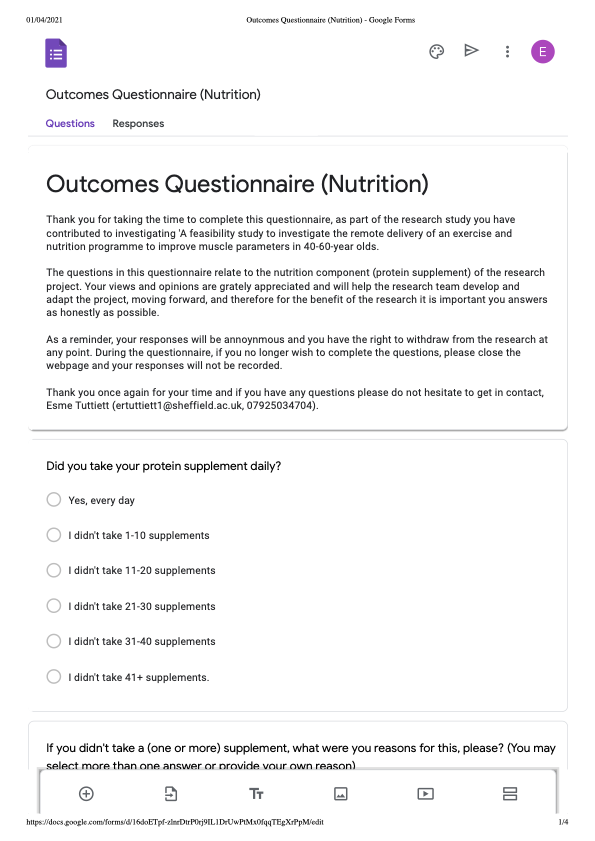 01/04/2021
Outcomes Questionnaire (Nutrition) - Google Forms
E
Outcomes Questionnaire (Nutrition)
Questions Responses
Outcomes Questionnaire (Nutrition)
Thank you for taking the time to complete this questionnaire, as part of the research study you have
contributed to investigating 'A feasibility study to investigate the remote delivery of an exercise and
nutrition programme to improve muscle parameters in 40-60-year olds.
The questions in this questionnaire relate to the nutrition component (protein supplement) of the research
project. Your views and opinions are grately appreciated and will help the research team develop and
adapt the project, moving forward, and therefore for the benefit of the research it is important you answers
as honestly as possible.
As a reminder, your responses will be annoynmous and you have the right to withdraw from the research at
any point. During the questionnaire, if you no longer wish to complete the questions, please close the
webpage and your responses will not be recorded.
Thank you once again for your time and if you have any questions please do not hesitate to get in contact,
Esme Tuttiett (ertuttiett1@sheffield.ac.uk, 07925034704).
Did you take your protein supplement daily?
Yes, every day
I didn't take 1-10 supplements
I didn't take 11-20 supplements
I didn't take 21-30 supplements
I didn't take 31-40 supplements
I didn't take 41+ supplements.
If you didn't take a (one or more) supplement, what were you reasons for this, please? (You may
select more than one answer or provide your own reason)
https://docs.google.com/forms/d/16doETpf-zlnrDtrP0rj9IL1DrUwPtMx0fqqTEgXrPpM/edit
1/4